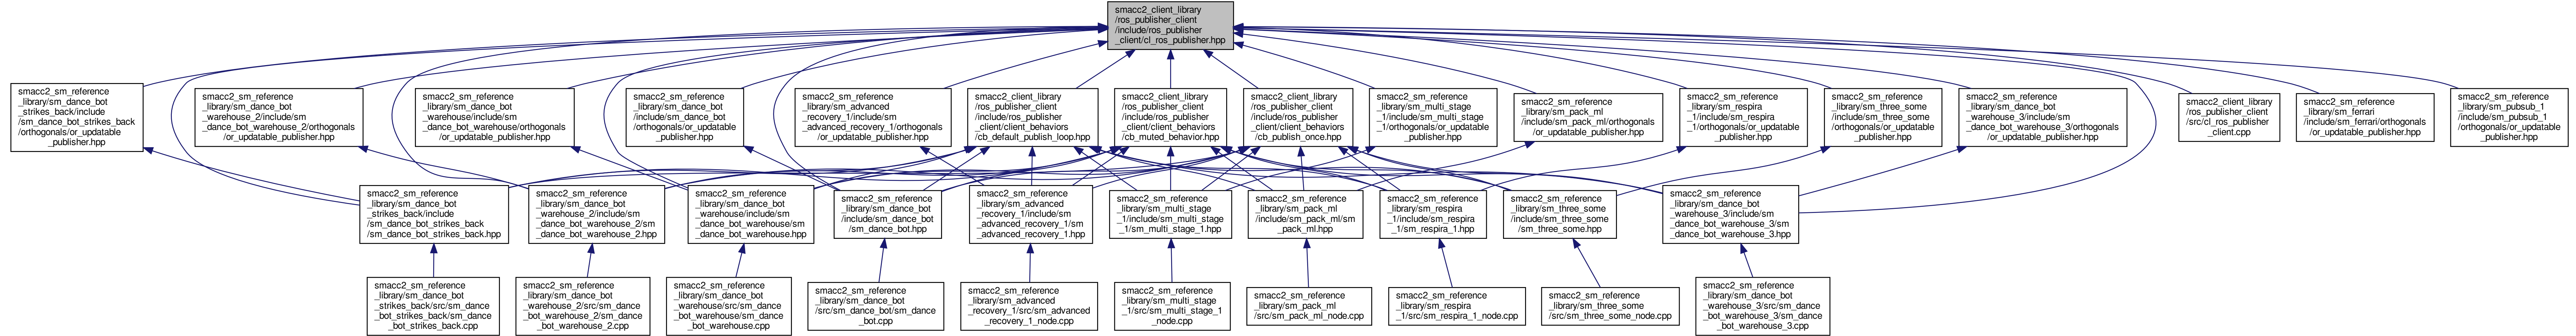 smacc2_client_library
/ros_publisher_client
/include/ros_publisher
_client/cl_ros_publisher.hpp
smacc2_sm_reference
_library/sm_dance_bot
_strikes_back/include
/sm_dance_bot_strikes_back
/orthogonals/or_updatable
_publisher.hpp
smacc2_sm_reference
_library/sm_dance_bot
_warehouse_2/include/sm
_dance_bot_warehouse_2/orthogonals
/or_updatable_publisher.hpp
smacc2_sm_reference
_library/sm_dance_bot
_warehouse/include/sm
_dance_bot_warehouse/orthogonals
/or_updatable_publisher.hpp
smacc2_sm_reference
_library/sm_dance_bot
/include/sm_dance_bot
/orthogonals/or_updatable
_publisher.hpp
smacc2_sm_reference
_library/sm_advanced
_recovery_1/include/sm
_advanced_recovery_1/orthogonals
/or_updatable_publisher.hpp
smacc2_client_library
/ros_publisher_client
/include/ros_publisher
_client/client_behaviors
/cb_default_publish_loop.hpp
smacc2_client_library
/ros_publisher_client
/include/ros_publisher
_client/client_behaviors
/cb_muted_behavior.hpp
smacc2_client_library
/ros_publisher_client
/include/ros_publisher
_client/client_behaviors
/cb_publish_once.hpp
smacc2_sm_reference
_library/sm_multi_stage
_1/include/sm_multi_stage
_1/orthogonals/or_updatable
_publisher.hpp
smacc2_sm_reference
_library/sm_pack_ml
/include/sm_pack_ml/orthogonals
/or_updatable_publisher.hpp
smacc2_sm_reference
_library/sm_respira
_1/include/sm_respira
_1/orthogonals/or_updatable
_publisher.hpp
smacc2_sm_reference
_library/sm_three_some
/include/sm_three_some
/orthogonals/or_updatable
_publisher.hpp
smacc2_sm_reference
_library/sm_dance_bot
_warehouse_3/include/sm
_dance_bot_warehouse_3/orthogonals
/or_updatable_publisher.hpp
smacc2_client_library
/ros_publisher_client
/src/cl_ros_publisher
_client.cpp
smacc2_sm_reference
_library/sm_ferrari
/include/sm_ferrari/orthogonals
/or_updatable_publisher.hpp
smacc2_sm_reference
_library/sm_pubsub_1
/include/sm_pubsub_1
/orthogonals/or_updatable
_publisher.hpp
smacc2_sm_reference
_library/sm_dance_bot
_strikes_back/include
/sm_dance_bot_strikes_back
/sm_dance_bot_strikes_back.hpp
smacc2_sm_reference
_library/sm_dance_bot
_warehouse_2/include/sm
_dance_bot_warehouse_2/sm
_dance_bot_warehouse_2.hpp
smacc2_sm_reference
_library/sm_dance_bot
_warehouse/include/sm
_dance_bot_warehouse/sm
_dance_bot_warehouse.hpp
smacc2_sm_reference
_library/sm_dance_bot
/include/sm_dance_bot
/sm_dance_bot.hpp
smacc2_sm_reference
_library/sm_advanced
_recovery_1/include/sm
_advanced_recovery_1/sm
_advanced_recovery_1.hpp
smacc2_sm_reference
_library/sm_multi_stage
_1/include/sm_multi_stage
_1/sm_multi_stage_1.hpp
smacc2_sm_reference
_library/sm_pack_ml
/include/sm_pack_ml/sm
_pack_ml.hpp
smacc2_sm_reference
_library/sm_respira
_1/include/sm_respira
_1/sm_respira_1.hpp
smacc2_sm_reference
_library/sm_three_some
/include/sm_three_some
/sm_three_some.hpp
smacc2_sm_reference
_library/sm_dance_bot
_warehouse_3/include/sm
_dance_bot_warehouse_3/sm
_dance_bot_warehouse_3.hpp
smacc2_sm_reference
_library/sm_dance_bot
_strikes_back/src/sm_dance
_bot_strikes_back/sm_dance
_bot_strikes_back.cpp
smacc2_sm_reference
_library/sm_dance_bot
_warehouse_2/src/sm_dance
_bot_warehouse_2/sm_dance
_bot_warehouse_2.cpp
smacc2_sm_reference
_library/sm_dance_bot
_warehouse/src/sm_dance
_bot_warehouse/sm_dance
_bot_warehouse.cpp
smacc2_sm_reference
_library/sm_dance_bot
/src/sm_dance_bot/sm_dance
_bot.cpp
smacc2_sm_reference
_library/sm_advanced
_recovery_1/src/sm_advanced
_recovery_1_node.cpp
smacc2_sm_reference
_library/sm_multi_stage
_1/src/sm_multi_stage_1
_node.cpp
smacc2_sm_reference
_library/sm_pack_ml
/src/sm_pack_ml_node.cpp
smacc2_sm_reference
_library/sm_respira
_1/src/sm_respira_1_node.cpp
smacc2_sm_reference
_library/sm_three_some
/src/sm_three_some_node.cpp
smacc2_sm_reference
_library/sm_dance_bot
_warehouse_3/src/sm_dance
_bot_warehouse_3/sm_dance
_bot_warehouse_3.cpp